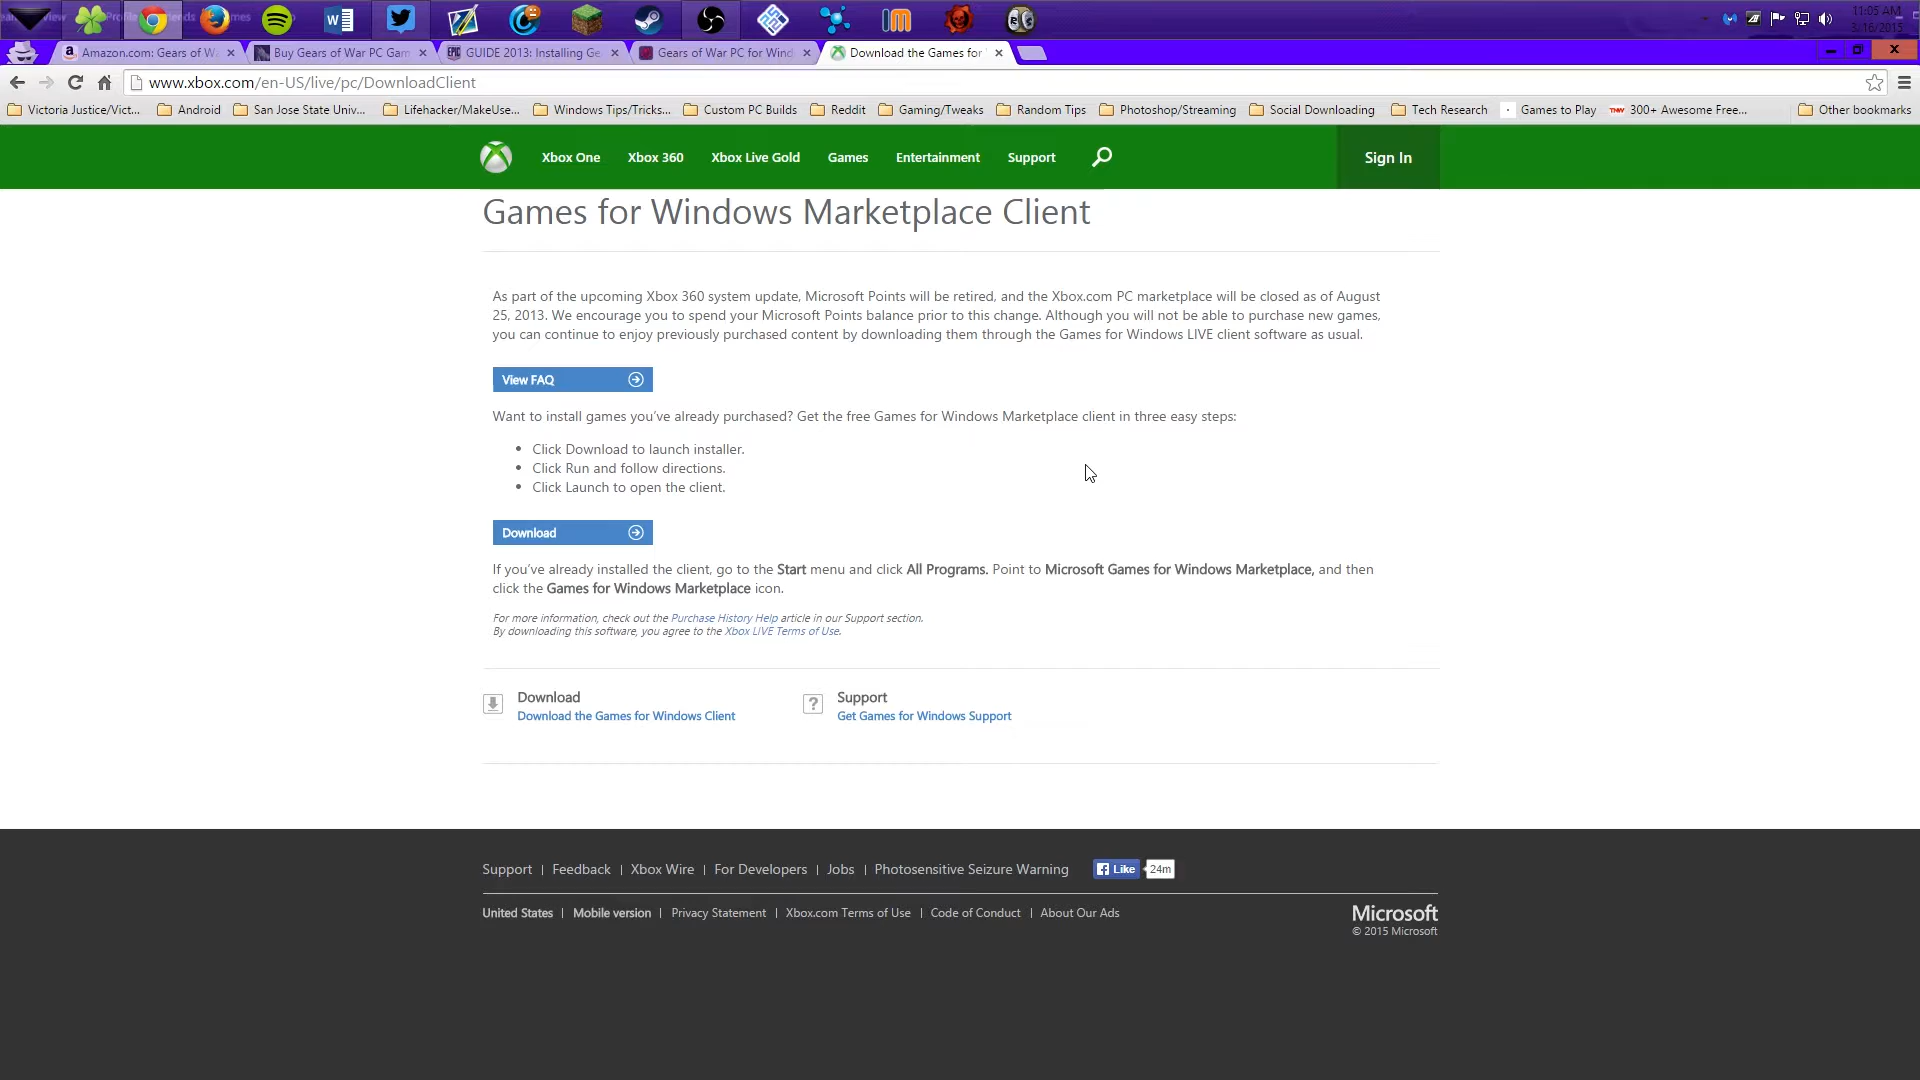 11:05 AM
3/16/2015
Amazon.com: Gears of W
Buy Gears of War PC Gam
GUIDE 2013: Installing Ge
Gears of War PC for Wind
Download the Games for
www.xbox.com/en-US/live/pc/DownloadClient
Victoria Justice/Vict...
Android
San Jose State Univ...
Lifehacker/MakeUse...
Windows Tips/Tricks...
Custom PC Builds
Reddit
Gaming/Tweaks
Random Tips
Photoshop/Streaming
Social Downloading
Tech Research
Games to Play
TNW 300+ Awesome Free...
Other bookmarks
Xbox One
Xbox 360
Xbox Live Gold
Games
Entertainment
Support
Sign In
Games for Windows Marketplace Client
As part of the upcoming Xbox 360 system update, Microsoft Points will be retired, and the Xbox.com PC marketplace will be closed as of August
25, 2013. We encourage you to spend your Microsoft Points balance prior to this change. Although you will not be able to purchase new games,
you can continue to enjoy previously purchased content by downloading them through the Games for Windows LIVE client software as usual.
View FAQ
Want to install games you've already purchased? Get the free Games for Windows Marketplace client in three easy steps:
• Click Download to launch installer.
• Click Run and follow directions.
• Click Launch to open the client.
Download
If you've already installed the client, go to the Start menu and click All Programs. Point to Microsoft Games for Windows Marketplace, and then
click the Games for Windows Marketplace icon.
For more information, check out the Purchase History Help article in our Support section.
By downloading this software, you agree to the Xbox LIVE Terms of Use.
Download
Download the Games for Windows Client
Support
Get Games for Windows Support
Support | Feedback | Xbox Wire | For Developers | Jobs | Photosensitive Seizure Warning
Like 24m
United States | Mobile version | Privacy Statement | Xbox.com Terms of Use | Code of Conduct | About Our Ads
Microsoft
© 2015 Microsoft